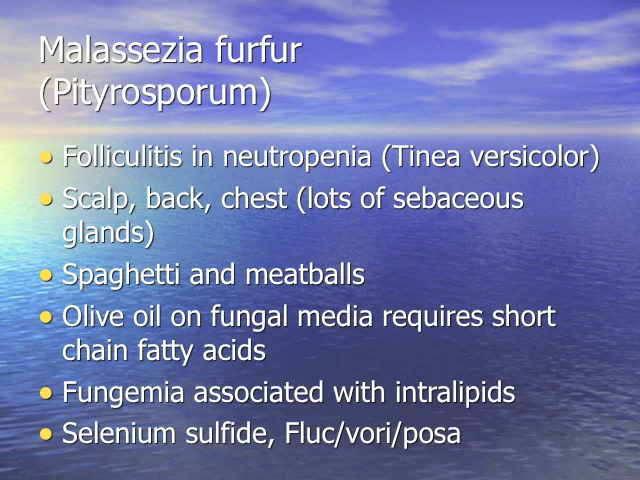 Malassezia furfur
(Pityrosporum)
• Folliculitis in neutropenia (Tinea versicolor)
• Scalp, back, chest (lots of sebaceous
glands)
• Spaghetti and meatballs
• Olive oil on fungal media requires short
chain fatty acids
• Fungemia associated with intralipids
• Selenium sulfide, Fluc/vori/posa